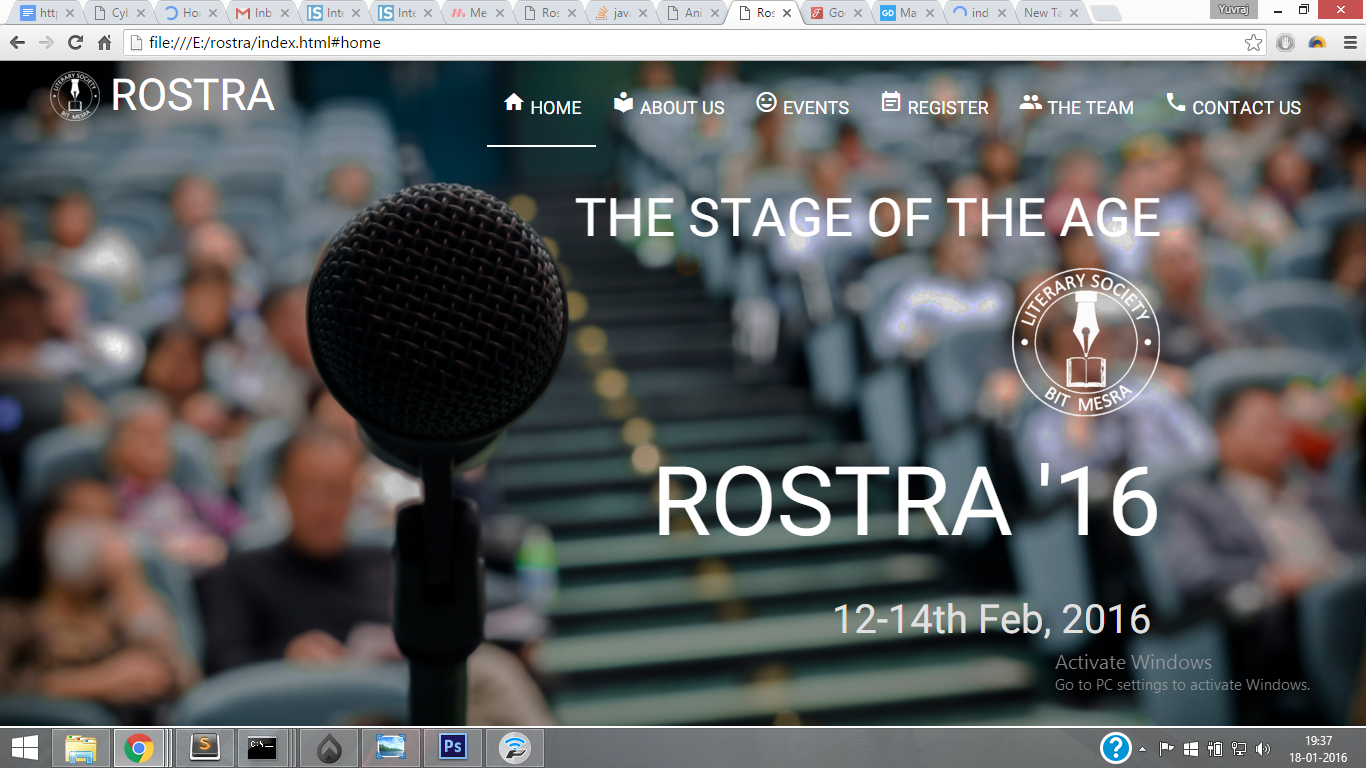 http
Cyb
Ho
Inb
Inte
Inte
Me
Ros
java
Ani
Ros
Goo
Ma
ind
New Ta
Yuvraj
file:///E:/rostra/index.html#home
LITERARY SOCIETY
BIT MESRA
ROSTRA
HOME
ABOUT US
EVENTS
REGISTER
THE TEAM
CONTACT US
THE STAGE OF THE AGE
LITERARY SOCIETY
BIT MESRA
ROSTRA '16
12-14th Feb, 2016
Activate Windows
Go to PC settings to activate Windows.
19:37
18-01-2016